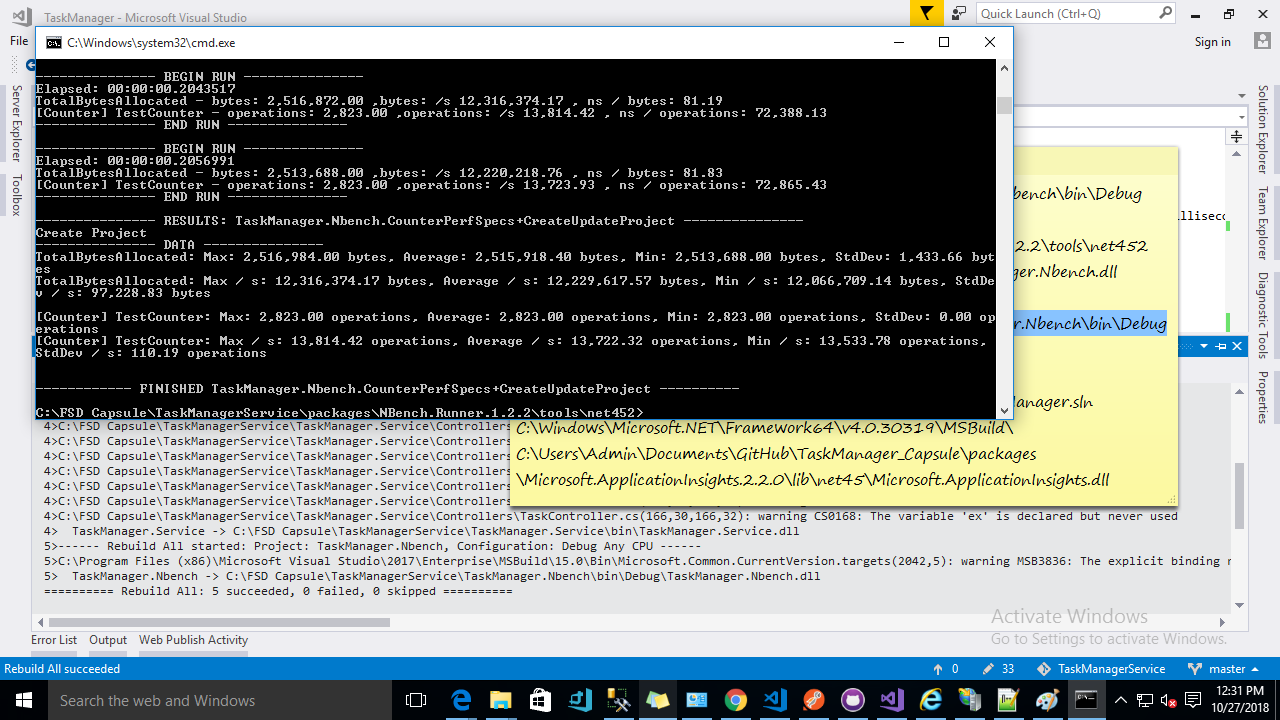 TaskManager - Microsoft Visual Studio
Quick Launch (Ctrl+Q)
File
Sign in
C:\Windows\system32\cmd.exe
--------------- BEGIN RUN ---------------
Elapsed: 00:00:00.2043517
TotalBytesAllocated - bytes: 2,516,872.00 ,bytes: /s 12,316,374.17 , ns / bytes: 81.19
[Counter] TestCounter - operations: 2,823.00 ,operations: /s 13,814.42 , ns / operations: 72,388.13
--------------- END RUN ---------------
--------------- BEGIN RUN ---------------
Elapsed: 00:00:00.2056991
TotalBytesAllocated - bytes: 2,513,688.00 ,bytes: /s 12,220,218.76 , ns / bytes: 81.83
[Counter] TestCounter - operations: 2,823.00 ,operations: /s 13,723.93 , ns / operations: 72,865.43
--------------- END RUN ---------------
--------------- RESULTS: TaskManager.Nbench.CounterPerfSpecs+CreateUpdateProject ---------------
Create Project
--------------- DATA ---------------
TotalBytesAllocated: Max: 2,516,984.00 bytes, Average: 2,515,918.40 bytes, Min: 2,513,688.00 bytes, StdDev: 1,433.66 byt
es
TotalBytesAllocated: Max / s: 12,316,374.17 bytes, Average / s: 12,229,617.57 bytes, Min / s: 12,066,709.14 bytes, StdDe
v / s: 97,228.83 bytes
[Counter] TestCounter: Max: 2,823.00 operations, Average: 2,823.00 operations, Min: 2,823.00 operations, StdDev: 0.00 op
erations
[Counter] TestCounter: Max / s: 13,814.42 operations, Average / s: 13,722.32 operations, Min / s: 13,533.78 operations,
StdDev / s: 110.19 operations
------------ FINISHED TaskManager.Nbench.CounterPerfSpecs+CreateUpdateProject ----------
C:\FSD Capsule\TaskManagerService\packages\NBench.Runner.1.2.2\tools\net452>
Server Explorer
Toolbox
Solution Explorer
Team Explorer
Diagnostic Tools
Properties
bench\bin\Debug
llisec
2.2\tools\net452
ger.Nbench.dll
r.Nbench\bin\Debug
Manager.sln
C:\Windows\Microsoft.NET\Framework64\v4.0.30319\MSBuild\
C:\Users\Admin\Documents\GitHub\TaskManager_Capsule\packages
\Microsoft.ApplicationInsights.2.2.0\lib\net45\Microsoft.ApplicationInsights.dll
4>C:\FSD Capsule\TaskManagerService\TaskManager.Service\Controllers
4>C:\FSD Capsule\TaskManagerService\TaskManager.Service\Controllers
4>C:\FSD Capsule\TaskManagerService\TaskManager.Service\Controllers
4>C:\FSD Capsule\TaskManagerService\TaskManager.Service\Controllers
4>C:\FSD Capsule\TaskManagerService\TaskManager.Service\Controllers
4>C:\FSD Capsule\TaskManagerService\TaskManager.Service\Controllers
4>C:\FSD Capsule\TaskManagerService\TaskManager.Service\Controllers\TaskController.cs(166,30,166,32): warning CS0168: The variable 'ex' is declared but never used
4>  TaskManager.Service -> C:\FSD Capsule\TaskManagerService\TaskManager.Service\bin\TaskManager.Service.dll
5>------ Rebuild All started: Project: TaskManager.Nbench, Configuration: Debug Any CPU ------
5>C:\Program Files (x86)\Microsoft Visual Studio\2017\Enterprise\MSBuild\15.0\Bin\Microsoft.Common.CurrentVersion.targets(2042,5): warning MSB3836: The explicit binding r
5>  TaskManager.Nbench -> C:\FSD Capsule\TaskManagerService\TaskManager.Nbench\bin\Debug\TaskManager.Nbench.dll
========== Rebuild All: 5 succeeded, 0 failed, 0 skipped ==========
Activate Windows
Go to Settings to activate Windows.
Error List
Output
Web Publish Activity
Rebuild All succeeded
0
33
TaskManagerService
master
Search the web and Windows
12:31 PM
10/27/2018